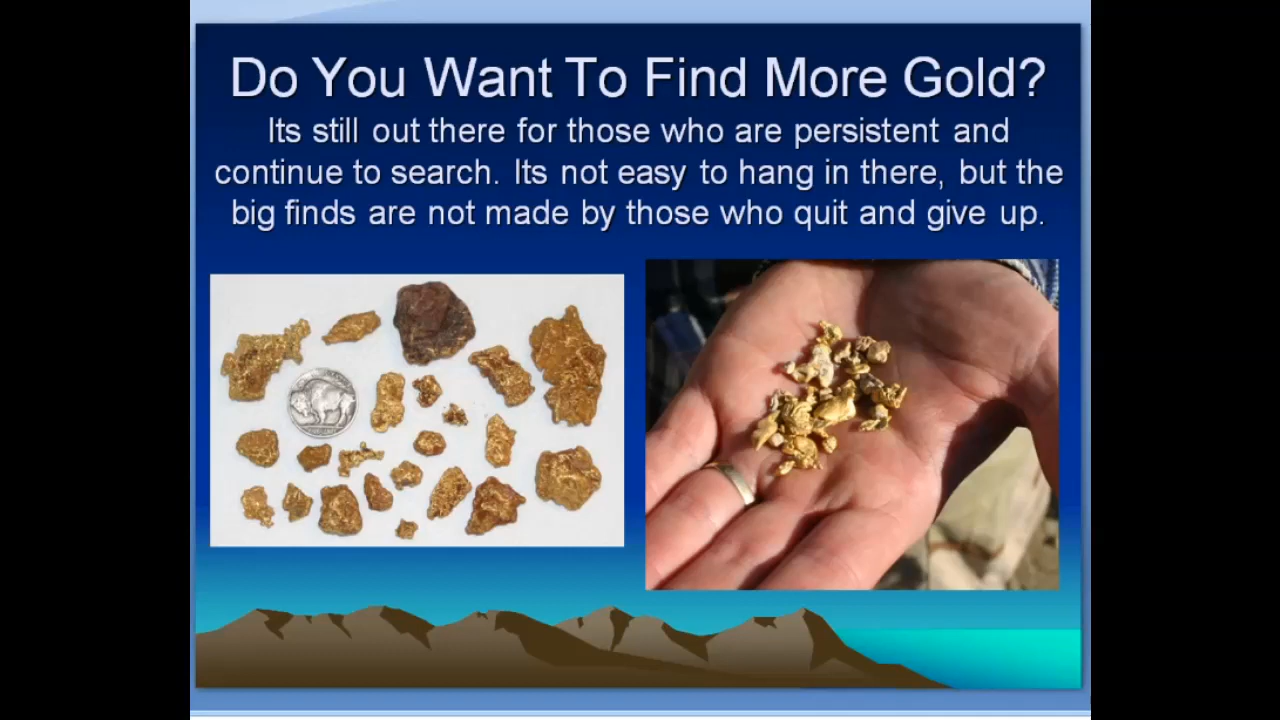 Do You Want To Find More Gold?
Its still out there for those who are persistent and
continue to search. Its not easy to hang in there, but the
big finds are not made by those who quit and give up.